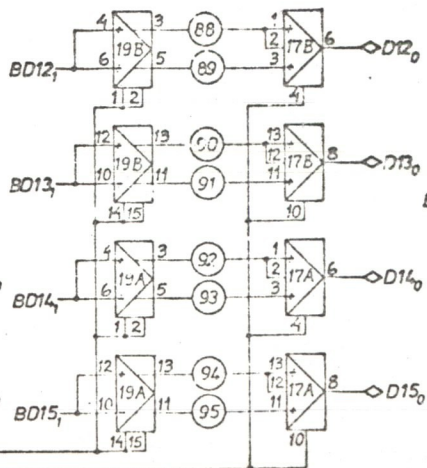 4 3 88 1 6 D12₀
19B 2 17B
BD12₁ 6 5 89 3
1 2 4
12 13 90 13 8 D13₀
19B 12 17B
BD13₁ 10 11 91 11
14 15 10
4 3 92 1 6 D14₀
19A 2 17A
BD14₁ 6 5 93 3
1 2 4
12 13 94 13 8 D15₀
19A 12 17A
BD15₁ 10 11 95 11
14 15 10